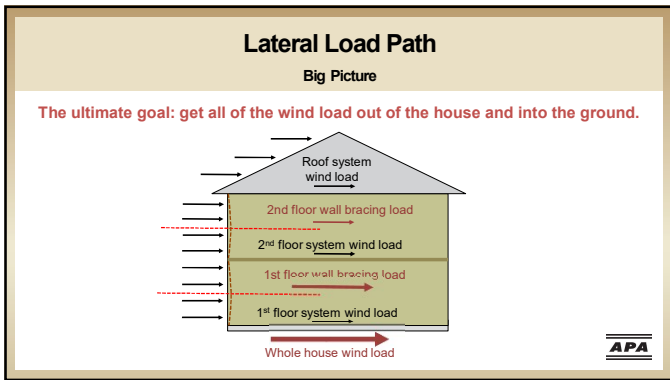 Lateral Load Path
Big Picture
The ultimate goal: get all of the wind load out of the house and into the ground.
Roof system
wind load
2nd floor wall bracing load
2nd floor system wind load
1st floor wall bracing load
1st floor system wind load
Whole house wind load
APA